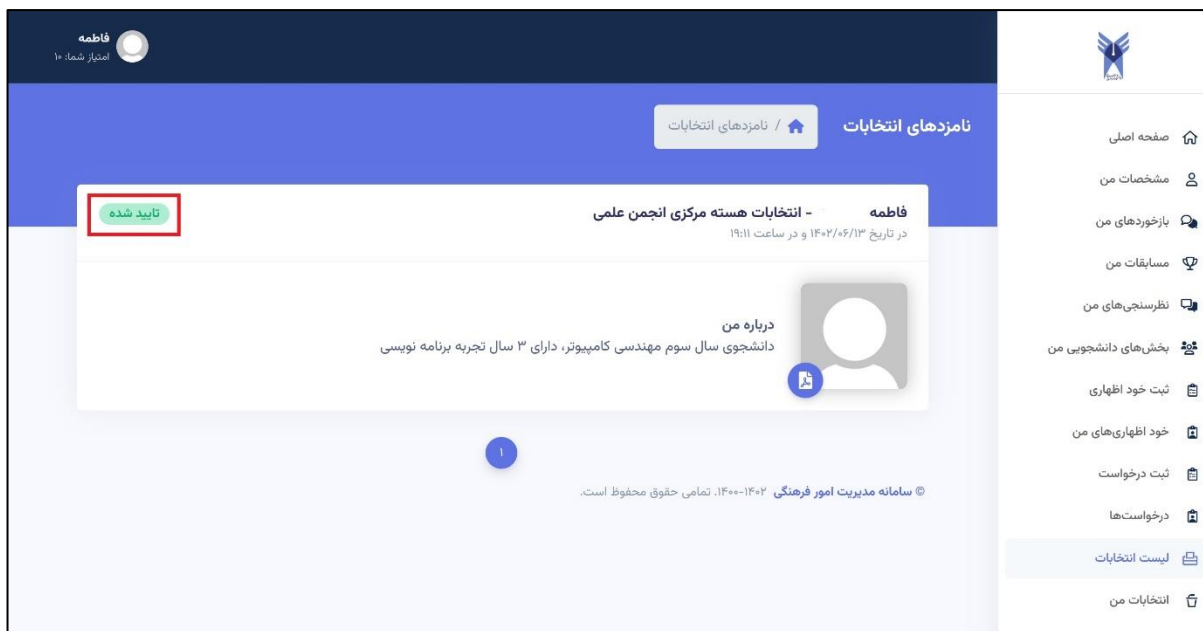 فاطمه
امتیاز شما: ۱۰
نامزدهای انتخابات
/ نامزدهای انتخابات
فاطمه - انتخابات هسته مرکزی انجمن علمی
تایید شده
در تاریخ ۱۴۰۲/۰۶/۱۳ و در ساعت ۱۹:۱۱
درباره من
دانشجوی سال سوم مهندسی کامپیوتر، دارای ۳ سال تجربه برنامه نویسی
۱
© سامانه مدیریت امور فرهنگی ۱۴۰۲-۱۴۰۰. تمامی حقوق محفوظ است.
صفحه اصلی
مشخصات من
بازخوردهای من
مسابقات من
نظرسنجی‌های من
بخش‌های دانشجویی من
ثبت خود اظهاری
خود اظهاری‌های من
ثبت درخواست
درخواست‌ها
لیست انتخابات
انتخابات من